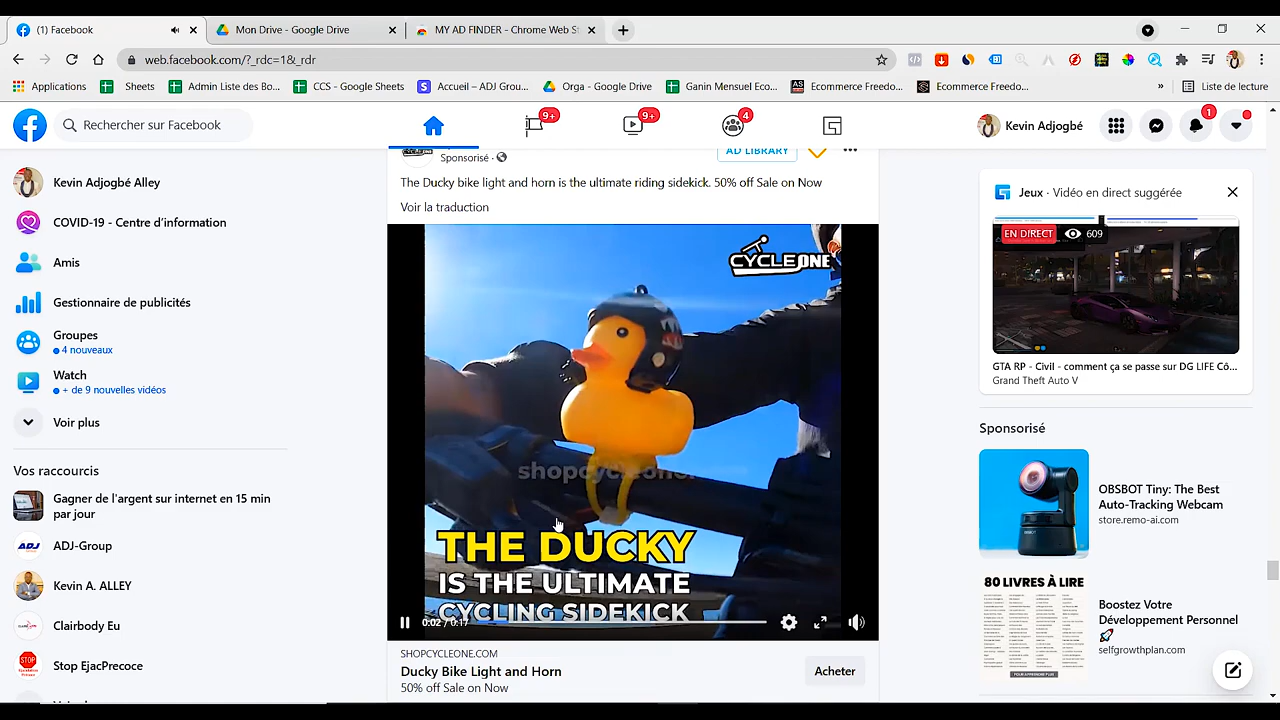 (1) Facebook
Mon Drive - Google Drive
MY AD FINDER - Chrome Web St
web.facebook.com/?_rdc=1&_rdr
Applications
Sheets
Admin Liste des Bo...
CCS - Google Sheets
Accueil – ADJ Grou...
Orga - Google Drive
Ganin Mensuel Eco...
Ecommerce Freedo...
Ecommerce Freedo...
»
Liste de lecture
Rechercher sur Facebook
9+
9+
4
Kevin Adjogbé
1
Kevin Adjogbé Alley
COVID-19 - Centre d'information
Amis
Gestionnaire de publicités
Groupes
4 nouveaux
Watch
+ de 9 nouvelles vidéos
Voir plus
Vos raccourcis
Gagner de l'argent sur internet en 15 min
par jour
ADJ-Group
Kevin A. ALLEY
Clairbody Eu
STOP
Stop EjacPrecoce
Sponsorisé ·
AD LIBRARY
The Ducky bike light and horn is the ultimate riding sidekick. 50% off Sale on Now
Voir la traduction
CYCLEONE
THE DUCKY
IS THE ULTIMATE
CYCLING SIDEKICK
Ducky Bike Light and Horn
50% off Sale on Now
Acheter
Jeux · Vidéo en direct suggérée
EN DIRECT
609
GTA RP - Civil - comment ça se passe sur DG LIFE Cô...
Grand Theft Auto V
Sponsorisé
OBSBOT Tiny: The Best
Auto-Tracking Webcam
store.remo-ai.com
80 LIVRES À LIRE
Boostez Votre
Développement Personnel
selfgrowthplan.com